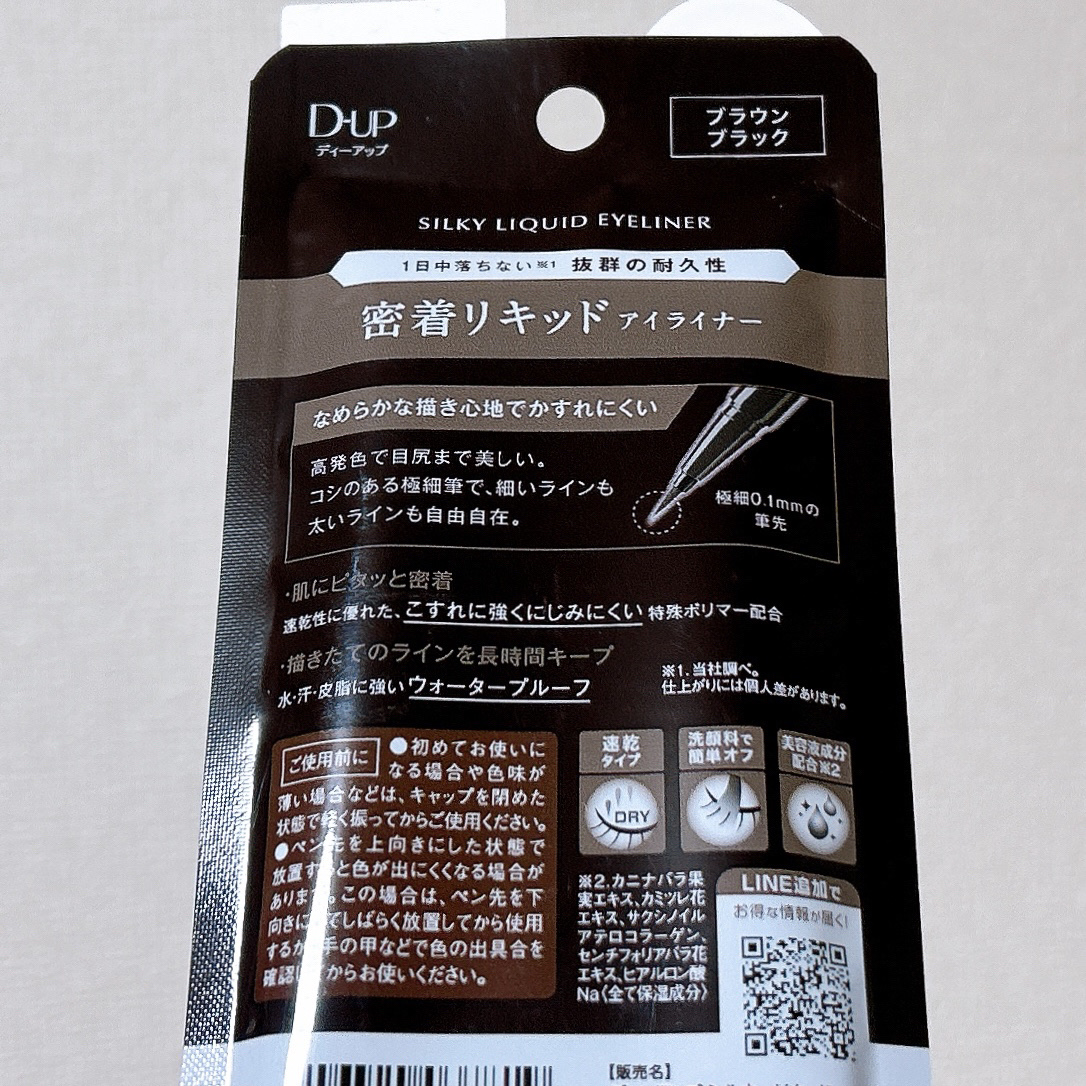 D-UP
ディーアップ
ブラウン
ブラック
SILKY LIQUID EYELINER
1日中落ちない※1 抜群の耐久性
密着リキッドアイライナー
なめらかな描き心地でかすれにくい
高発色で目尻まで美しい。
コシのある極細筆で、細いラインも
太いラインも自由自在。
極細0.1mmの
筆先
・肌にピタッと密着
速乾性に優れた、こすれに強くにじみにくい 特殊ポリマー配合
・描きたてのラインを長時間キープ
水・汗・皮脂に強いウォータープルーフ
※1.当社調べ。
仕上がりには個人差があります。
ご使用前に
●初めてお使いに
なる場合や色味が
薄い場合などは、キャップを閉めた
状態で軽く振ってからご使用ください。
●ペン先を上向きにした状態で
放置すると色が出にくくなる場合が
あります。この場合は、ペン先を下
向きにしてしばらく放置してから使用
するか、手の甲などで色の出具合を
確認してからお使いください。
速乾
タイプ
DRY
洗顔料で
簡単オフ
美容液成分
配合※2
※2.カニナバラ果
実エキス、カミツレ花
エキス、サクシノイル
アテロコラーゲン、
センチフォリアバラ花
エキス、ヒアルロン酸
Na〈全て保湿成分〉
LINE追加で
お得な情報が届く!
【販売名】